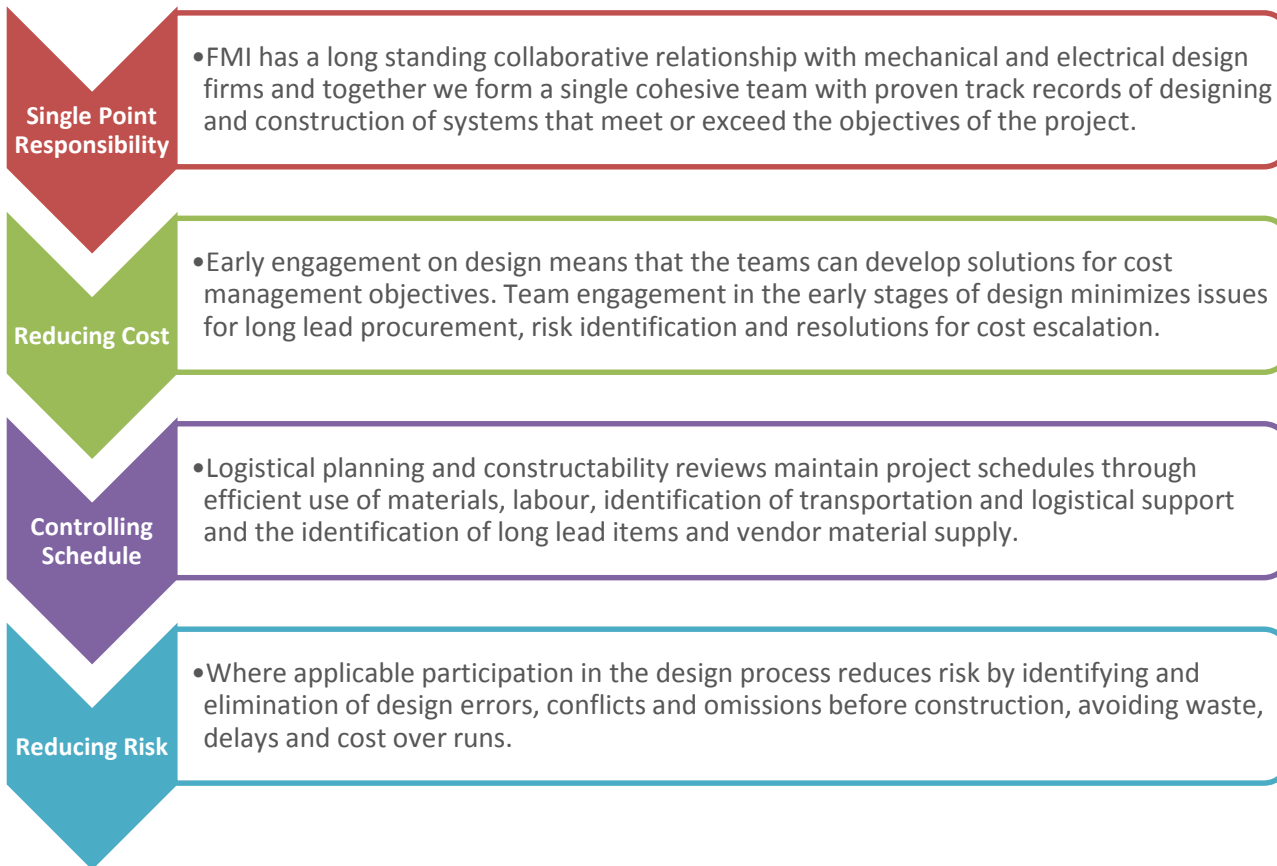 Single Point
Responsibility
•FMI has a long standing collaborative relationship with mechanical and electrical design
firms and together we form a single cohesive team with proven track records of designing
and construction of systems that meet or exceed the objectives of the project.
Reducing Cost
•Early engagement on design means that the teams can develop solutions for cost
management objectives. Team engagement in the early stages of design minimizes issues
for long lead procurement, risk identification and resolutions for cost escalation.
Controlling
Schedule
•Logistical planning and constructability reviews maintain project schedules through
efficient use of materials, labour, identification of transportation and logistical support
and the identification of long lead items and vendor material supply.
Reducing Risk
•Where applicable participation in the design process reduces risk by identifying and
elimination of design errors, conflicts and omissions before construction, avoiding waste,
delays and cost over runs.